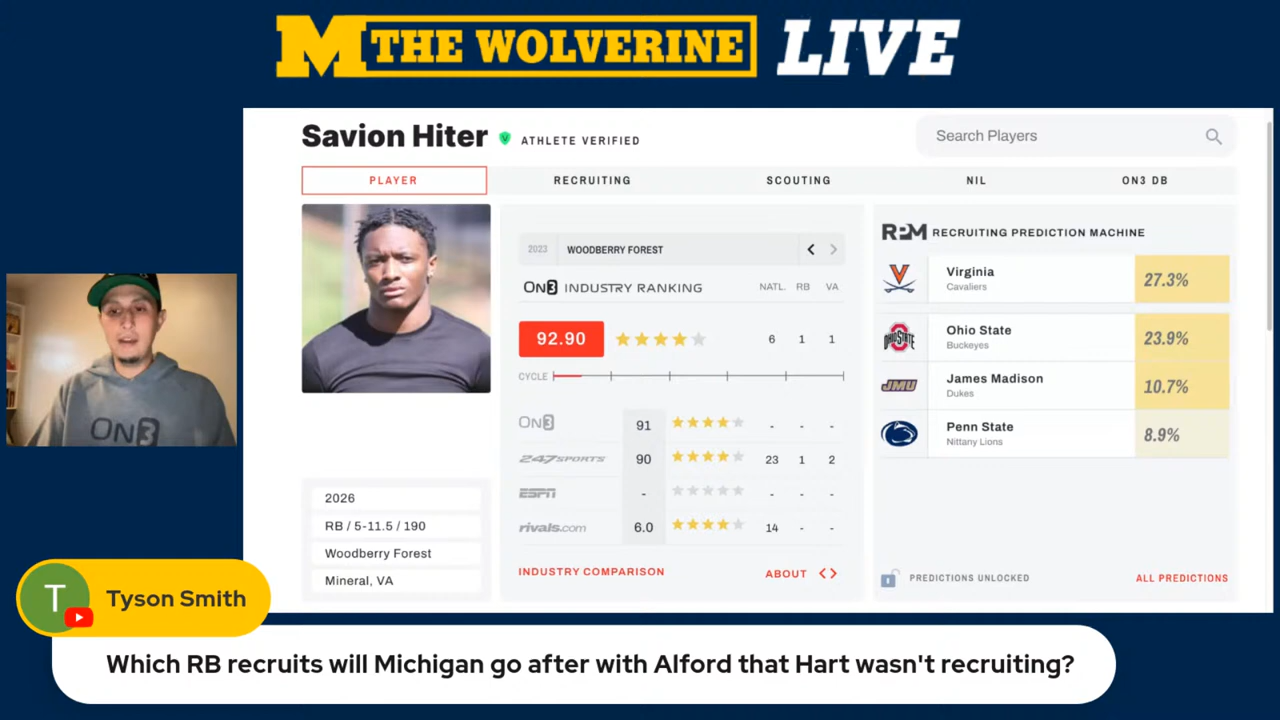 M THE WOLVERINE LIVE
Savion Hiter ATHLETE VERIFIED
Search Players
PLAYER RECRUITING SCOUTING NIL ON3 DB
2023 WOODBERRY FOREST
ON3 INDUSTRY RANKING NATL. RB VA
92.90 6 1 1
CYCLE
ON3 91 - - -
247SPORTS 90 23 1 2
ESPN - - - -
rivals.com 6.0 14 - -
INDUSTRY COMPARISON ABOUT
RPM RECRUITING PREDICTION MACHINE
Virginia
Cavaliers
27.3%
OHIO STATE
Ohio State
Buckeyes
23.9%
JMU
James Madison
Dukes
10.7%
Penn State
Nittany Lions
8.9%
PREDICTIONS UNLOCKED ALL PREDICTIONS
2026
RB / 5-11.5 / 190
Woodberry Forest
Mineral, VA
ON3
T Tyson Smith
Which RB recruits will Michigan go after with Alford that Hart wasn't recruiting?